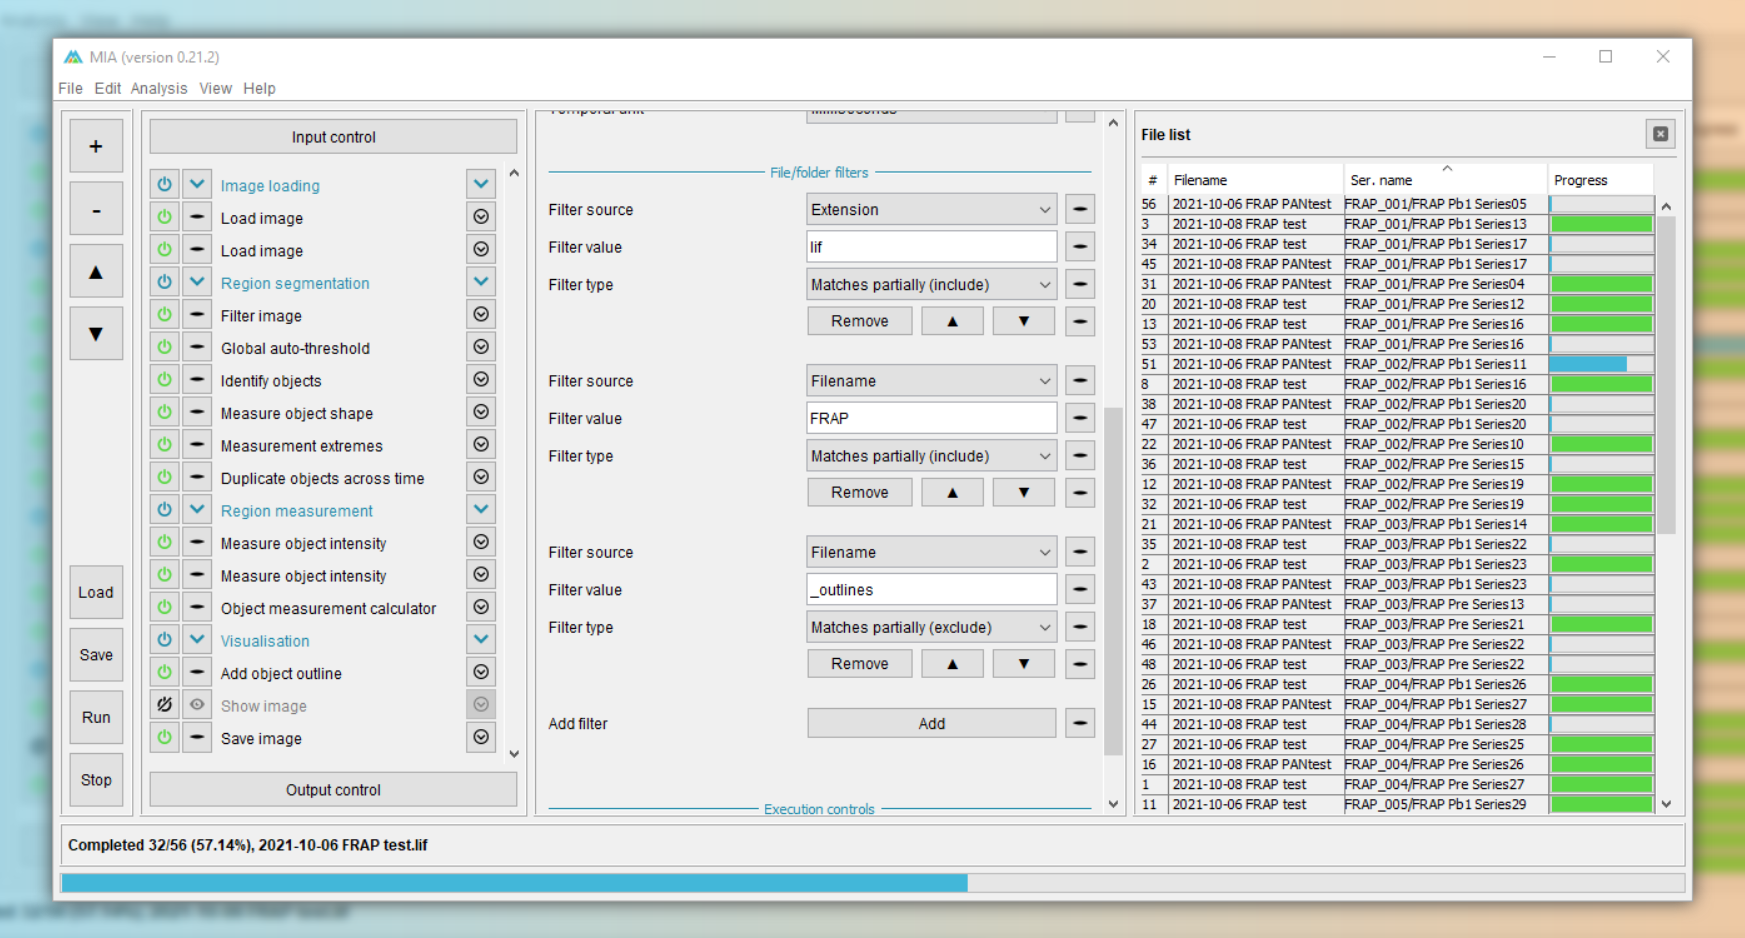 MIA (version 0.21.2)
File Edit Analysis View Help
+
-
▲
▼
Load
Save
Run
Stop
Input control
Image loading
Load image
Load image
Region segmentation
Filter image
Global auto-threshold
Identify objects
Measure object shape
Measurement extremes
Duplicate objects across time
Region measurement
Measure object intensity
Measure object intensity
Object measurement calculator
Visualisation
Add object outline
Show image
Save image
Output control
Temporal unit Milliseconds
File/folder filters
Filter source Extension
Filter value lif
Filter type Matches partially (include)
Remove ▲ ▼
Filter source Filename
Filter value FRAP
Filter type Matches partially (include)
Remove ▲ ▼
Filter source Filename
Filter value _outlines
Filter type Matches partially (exclude)
Remove ▲ ▼
Add filter Add
Execution controls
File list
# Filename Ser. name Progress
56 2021-10-06 FRAP PANtest FRAP_001/FRAP Pb1 Series05
3 2021-10-08 FRAP test FRAP_001/FRAP Pb1 Series13
34 2021-10-08 FRAP test FRAP_001/FRAP Pb1 Series17
45 2021-10-08 FRAP PANtest FRAP_001/FRAP Pb1 Series17
31 2021-10-06 FRAP PANtest FRAP_001/FRAP Pre Series04
20 2021-10-08 FRAP test FRAP_001/FRAP Pre Series12
13 2021-10-06 FRAP test FRAP_001/FRAP Pre Series16
53 2021-10-08 FRAP PANtest FRAP_001/FRAP Pre Series16
51 2021-10-06 FRAP PANtest FRAP_002/FRAP Pb1 Series11
8 2021-10-08 FRAP test FRAP_002/FRAP Pb1 Series16
38 2021-10-08 FRAP PANtest FRAP_002/FRAP Pb1 Series20
47 2021-10-06 FRAP test FRAP_002/FRAP Pb1 Series20
22 2021-10-06 FRAP PANtest FRAP_002/FRAP Pre Series10
36 2021-10-08 FRAP test FRAP_002/FRAP Pre Series15
12 2021-10-08 FRAP PANtest FRAP_002/FRAP Pre Series19
32 2021-10-06 FRAP test FRAP_002/FRAP Pre Series19
21 2021-10-06 FRAP PANtest FRAP_003/FRAP Pb1 Series14
35 2021-10-08 FRAP test FRAP_003/FRAP Pb1 Series22
2 2021-10-06 FRAP test FRAP_003/FRAP Pb1 Series23
43 2021-10-08 FRAP PANtest FRAP_003/FRAP Pb1 Series23
37 2021-10-06 FRAP PANtest FRAP_003/FRAP Pre Series13
18 2021-10-08 FRAP test FRAP_003/FRAP Pre Series21
46 2021-10-08 FRAP PANtest FRAP_003/FRAP Pre Series22
48 2021-10-06 FRAP test FRAP_003/FRAP Pre Series22
26 2021-10-06 FRAP test FRAP_004/FRAP Pb1 Series26
15 2021-10-08 FRAP PANtest FRAP_004/FRAP Pb1 Series27
44 2021-10-08 FRAP test FRAP_004/FRAP Pb1 Series28
27 2021-10-06 FRAP test FRAP_004/FRAP Pre Series25
16 2021-10-08 FRAP PANtest FRAP_004/FRAP Pre Series26
1 2021-10-08 FRAP test FRAP_004/FRAP Pre Series27
11 2021-10-06 FRAP test FRAP_005/FRAP Pb1 Series29
Completed 32/56 (57.14%), 2021-10-06 FRAP test.lif